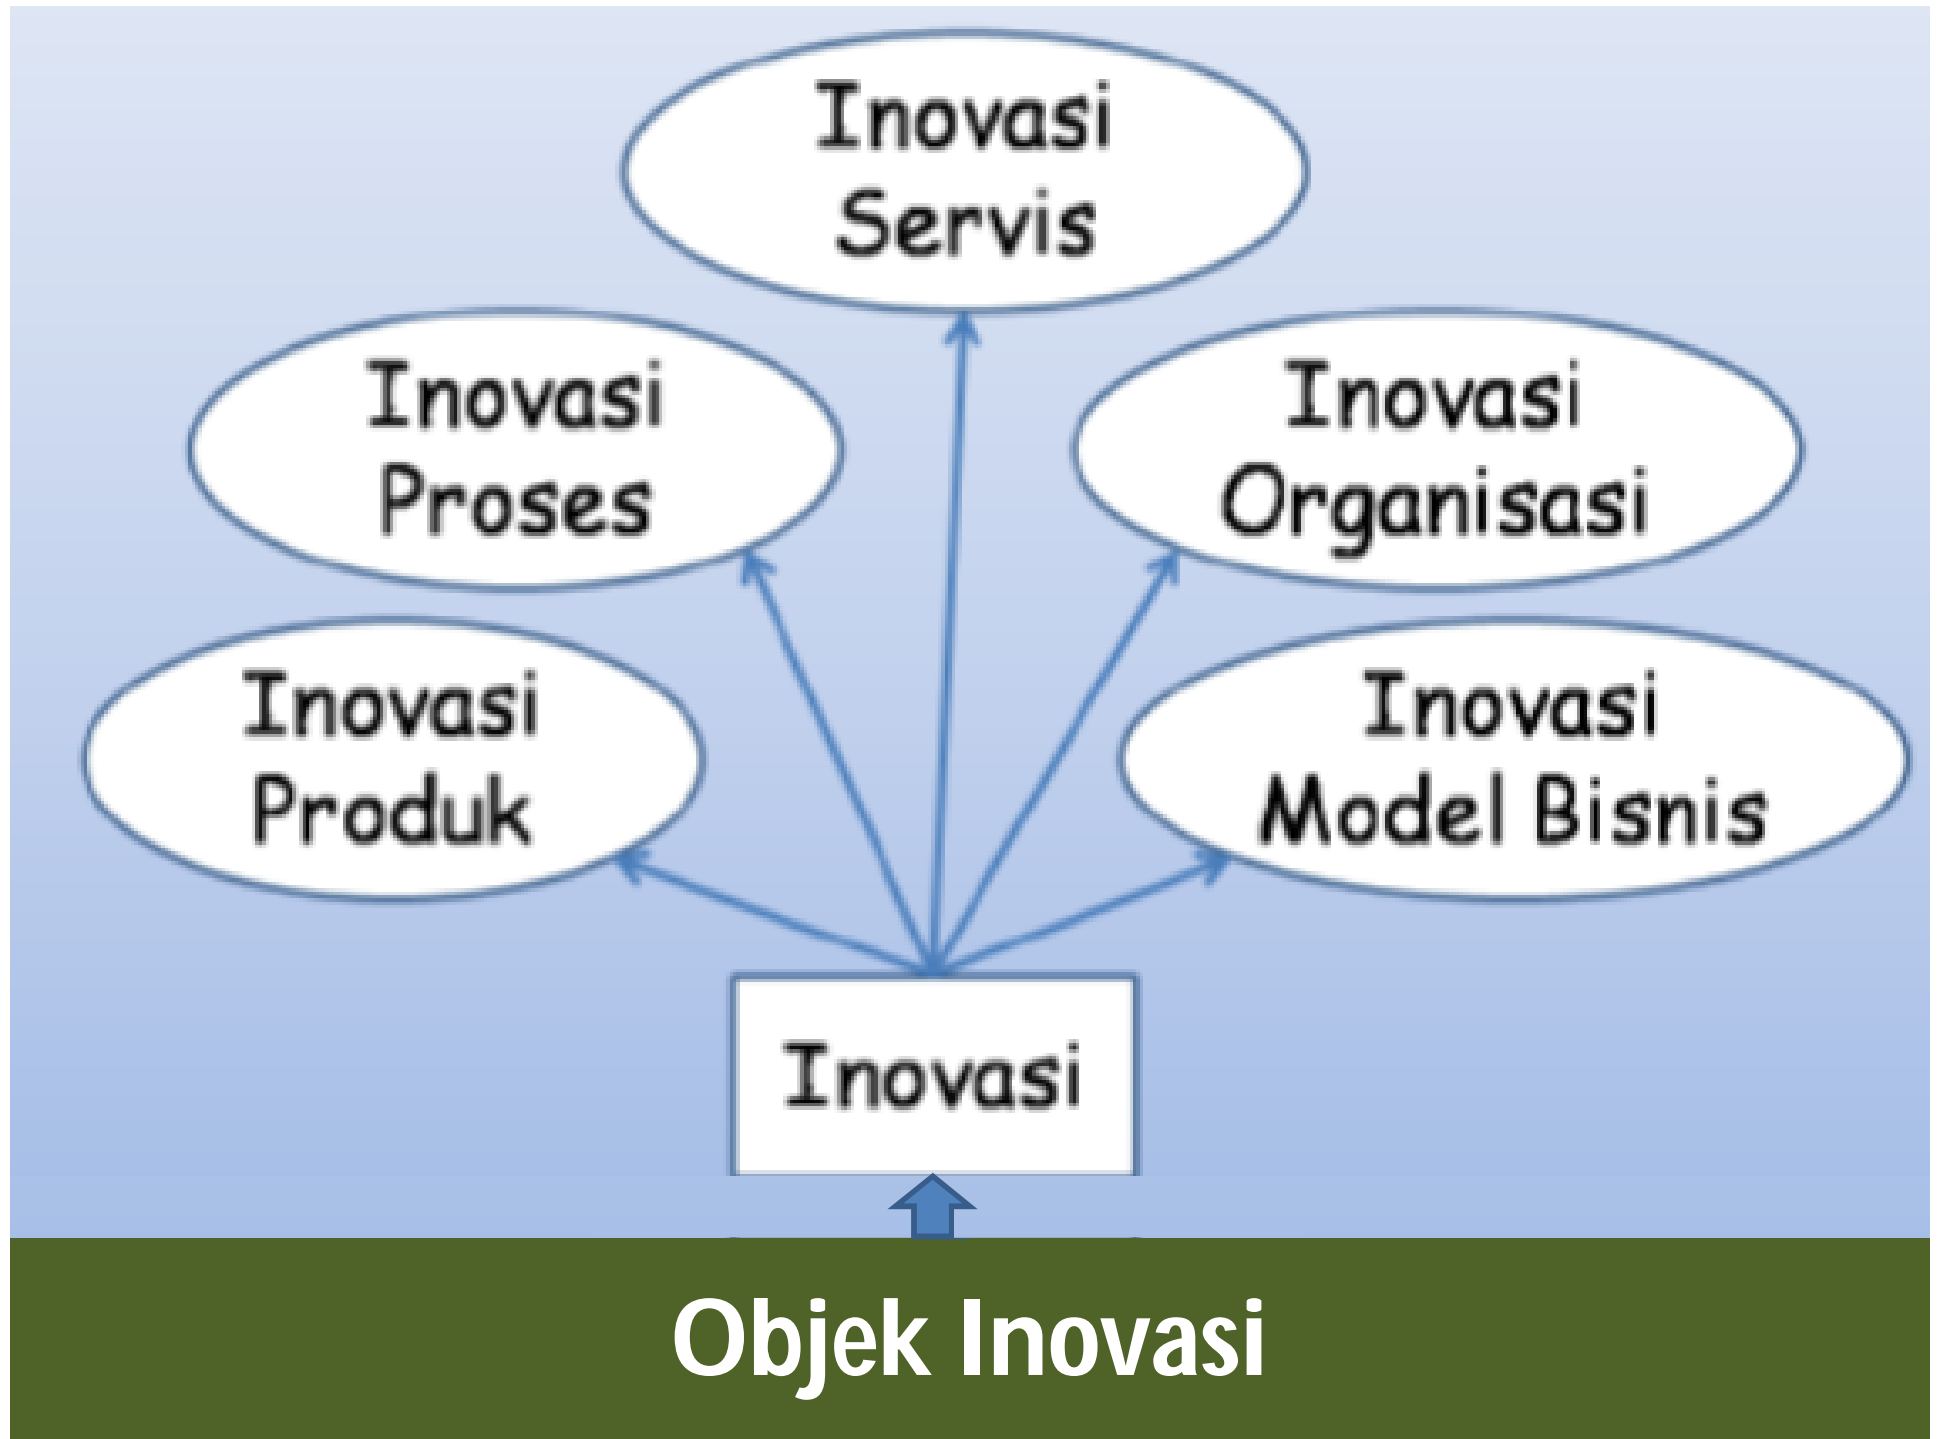 Inovasi
Servis
Inovasi
Proses
Inovasi
Organisasi
Inovasi
Produk
Inovasi
Model Bisnis
Inovasi
Objek Inovasi